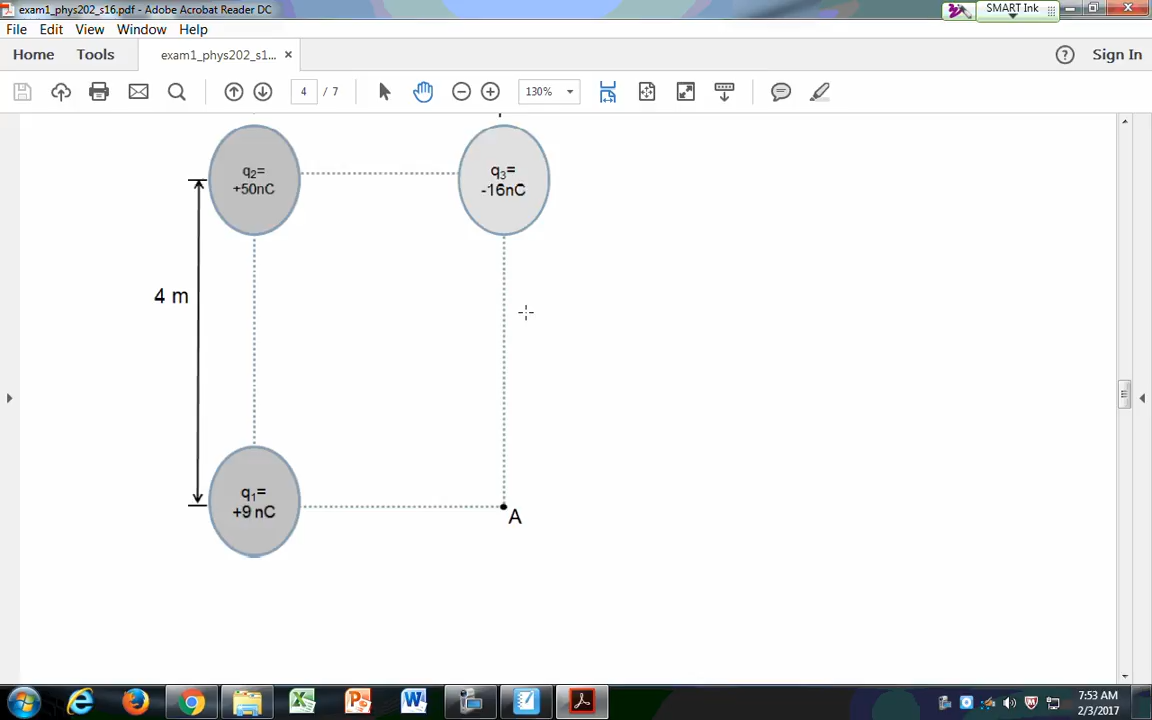 exam1_phys202_s16.pdf - Adobe Acrobat Reader DC
SMART Ink
File Edit View Window Help
Home Tools exam1_phys202_s1... × Sign In
4 / 7 130%
q2=
+50nC
q3=
-16nC
4 m
q1=
+9 nC
A
7:53 AM
2/3/2017